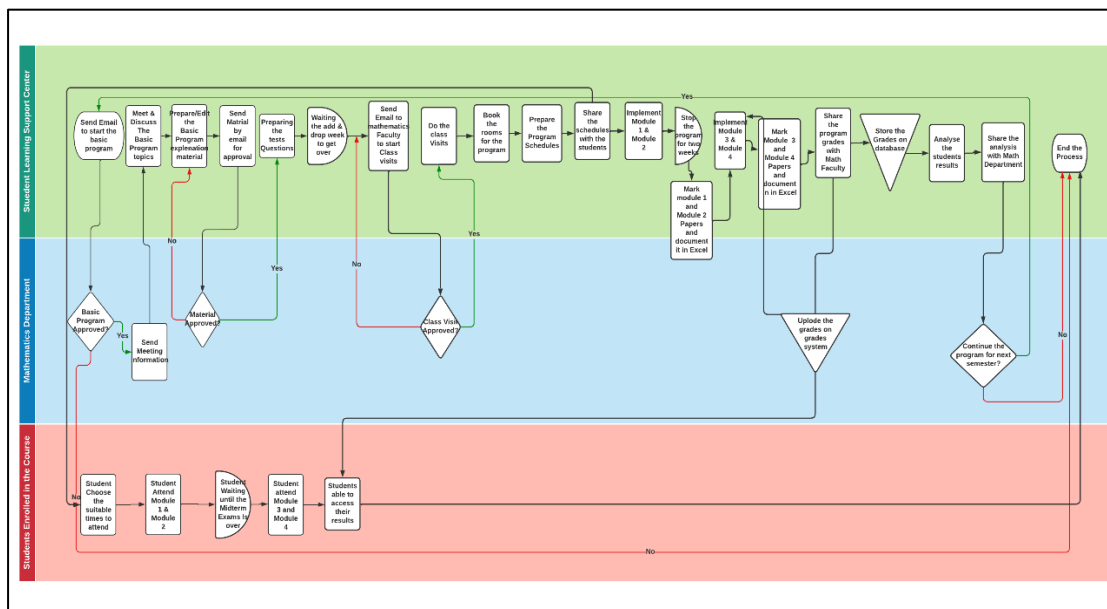 Stuedent Learning Support Center
Send Email
to start the
basic
program
Meet &
Discuss
The
Basic
Program
topics
Prepare/Edit
the
Basic
Program
explenation
material
Send
Matrial
by
email
for
approval
Preparing
the
tests
Questions
Waiting
the add &
drop week
to get
over
Send
Email to
mathematics
Faculty
to start
Class
visits
Do the
class
Visits
Book
the
rooms
for the
program
Prepare
the
Program
Schedules
Share
the
schedules
with the
students
Implement
Module
1 &
Module 2
Stop
the
program
for two
weeks
Mark
module 1
and
Module 2
Papers
and
document
it in Excel
Implement
Module
3 &
Module 4
Mark
Module 3
and
Module 4
Papers
and
document
n in Excel
Share
the
program
grades
with
Math
Faculty
Store the
Grades on
database
Analyse
the
students
results
Share the
analysis
with Math
Department
End the
Process
Yes
No
Yes
No
Yes
Mathematics Department
Basic
Program
Approved?
Yes
Send
Meeting
nformation
Material
Approved?
Class Visit
Approved?
Uplode the
grades on
grades
system
Continue the
program for next
semester?
No
Students Enrolled in the Course
No
Student
Choose
the
suitable
times to
attend
Student
Attend
Module
1 &
Module
2
Student
Waiting
until the
Midterm
Exams Is
over
Student
attend
Module
3 and
Module
4
Students
able to
access
their
results
No